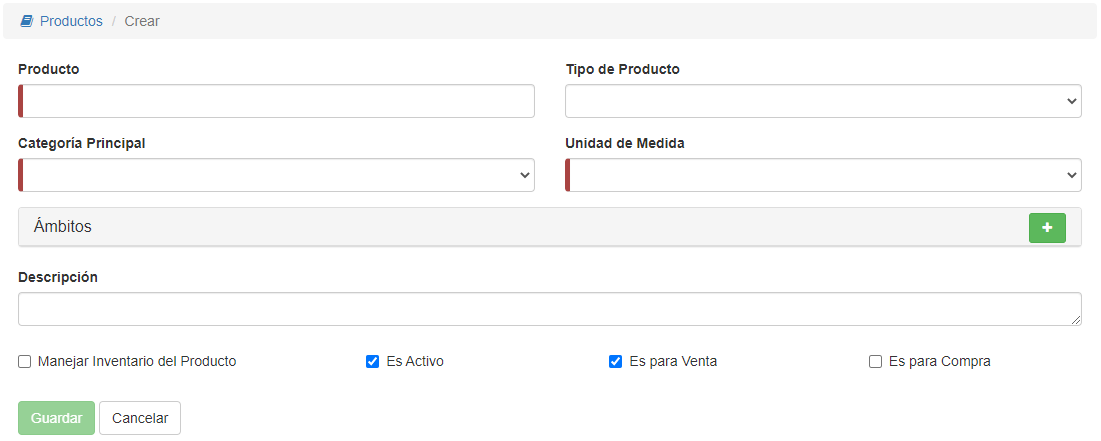 Productos / Crear
Producto Tipo de Producto
Categoría Principal Unidad de Medida
Ámbitos +
Descripción
Manejar Inventario del Producto Es Activo Es para Venta Es para Compra
Guardar Cancelar